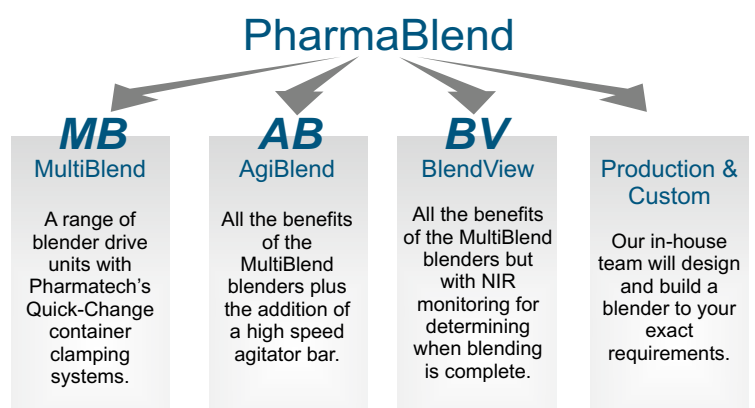 PharmaBlend
MB
MultiBlend
A range of
blender drive
units with
Pharmatech's
Quick-Change
container
clamping
systems.
AB
AgiBlend
All the benefits
of the
MultiBlend
blenders plus
the addition of
a high speed
agitator bar.
BV
BlendView
All the benefits
of the MultiBlend
blenders but
with NIR
monitoring for
determining
when blending
is complete.
Production &
Custom
Our in-house
team will design
and build a
blender to your
exact
requirements.